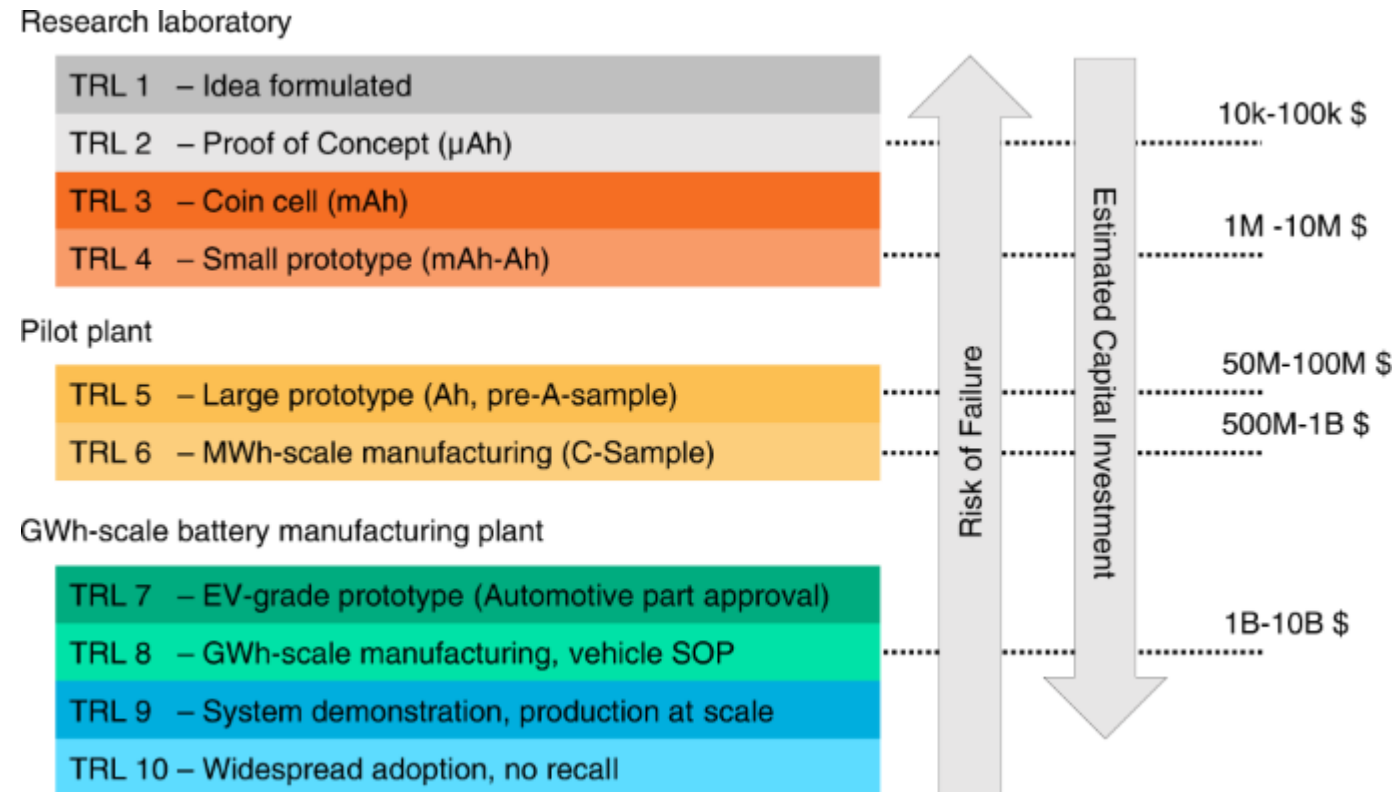 Research laboratory
TRL 1 – Idea formulated
TRL 2 – Proof of Concept (µAh)
TRL 3 – Coin cell (mAh)
TRL 4 – Small prototype (mAh-Ah)
Pilot plant
TRL 5 – Large prototype (Ah, pre-A-sample)
TRL 6 – MWh-scale manufacturing (C-Sample)
GWh-scale battery manufacturing plant
TRL 7 – EV-grade prototype (Automotive part approval)
TRL 8 – GWh-scale manufacturing, vehicle SOP
TRL 9 – System demonstration, production at scale
TRL 10 – Widespread adoption, no recall
Risk of Failure
Estimated Capital Investment
10k-100k $
1M -10M $
50M-100M $
500M-1B $
1B-10B $